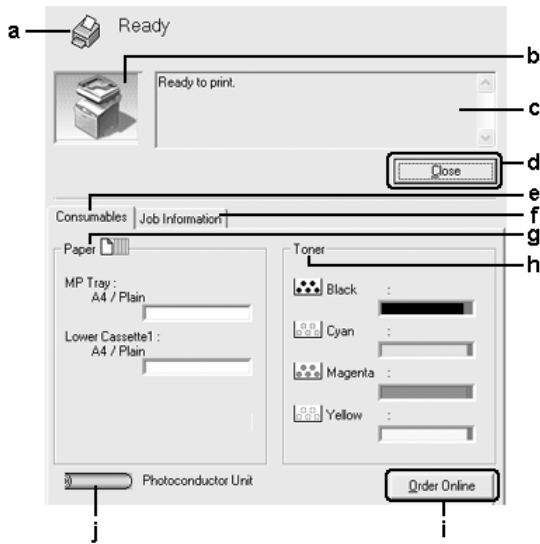 a
Ready
b
Ready to print.
c
d
Close
e
Consumables
Job Information
f
g
Paper
Toner
h
MP Tray :
A4 / Plain
Black :
Lower Cassette1 :
A4 / Plain
Cyan :
Magenta :
Yellow :
Photoconductor Unit
Order Online
j
i